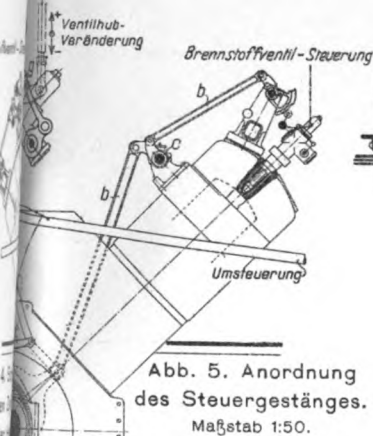 Ventilhub-
Veränderung
Brennstoffventil-Steuerung
b
c
b
Umsteuerung
Abb. 5. Anordnung
des Steuergestänges.
Maßstab 1:50.